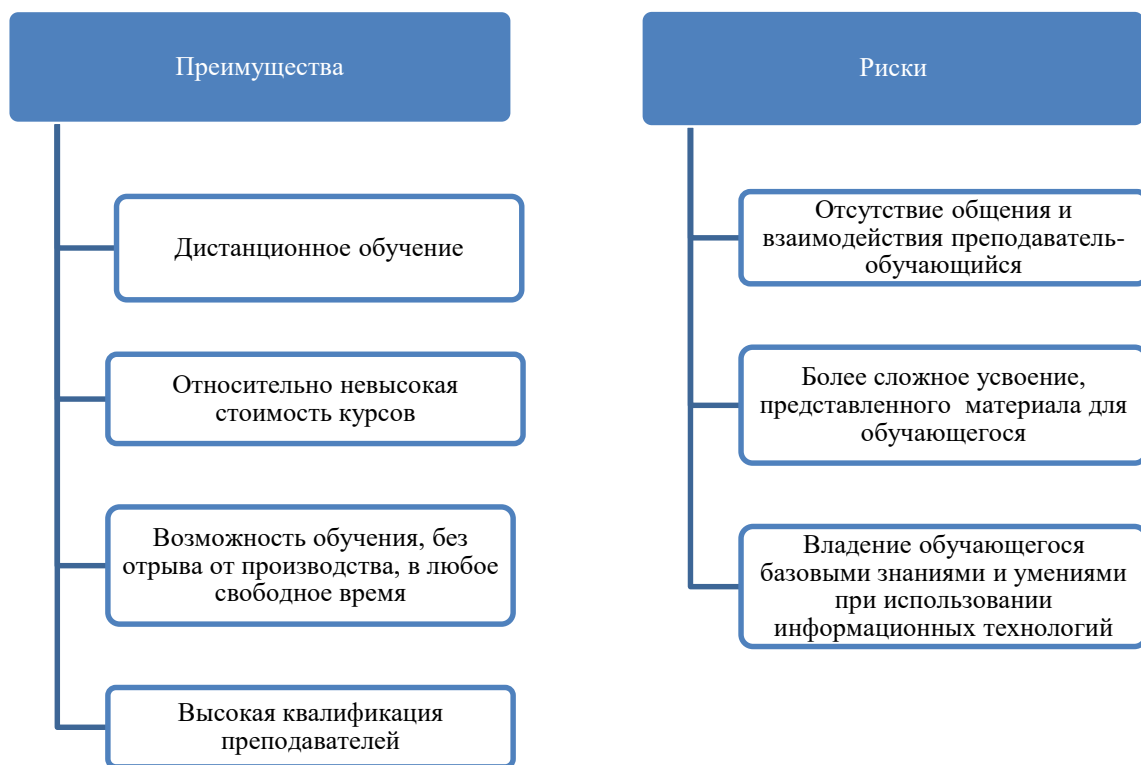 Преимущества
Дистанционное обучение
Относительно невысокая
стоимость курсов
Возможность обучения, без
отрыва от производства, в любое
свободное время
Высокая квалификация
преподавателей
Риски
Отсутствие общения и
взаимодействия преподаватель-
обучающийся
Более сложное усвоение,
представленного  материала для
обучающегося
Владение обучающегося
базовыми знаниями и умениями
при использовании
информационных технологий